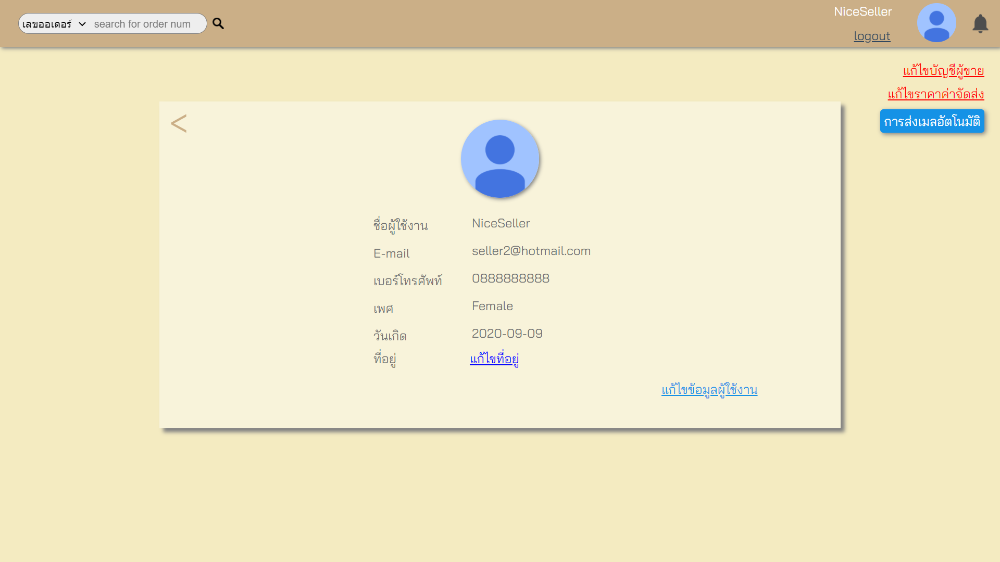 เลขออเดอร์ search for order num
NiceSeller
logout
แก้ไขบัญชีผู้ขาย
แก้ไขราคาค่าจัดส่ง
การส่งเมลอัตโนมัติ
<
ชื่อผู้ใช้งาน NiceSeller
E-mail seller2@hotmail.com
เบอร์โทรศัพท์ 0888888888
เพศ Female
วันเกิด 2020-09-09
ที่อยู่ แก้ไขที่อยู่
แก้ไขข้อมูลผู้ใช้งาน